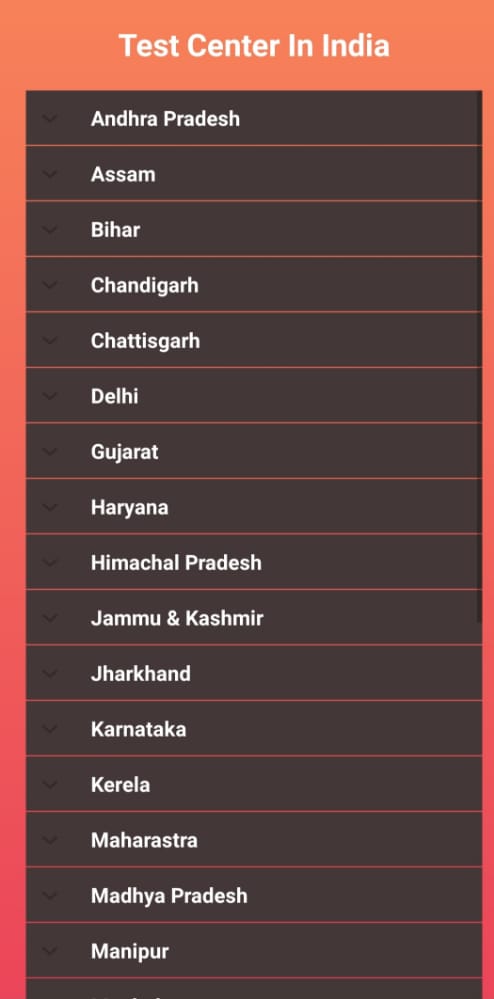 Test Center In India
Andhra Pradesh
Assam
Bihar
Chandigarh
Chattisgarh
Delhi
Gujarat
Haryana
Himachal Pradesh
Jammu & Kashmir
Jharkhand
Karnataka
Kerela
Maharastra
Madhya Pradesh
Manipur